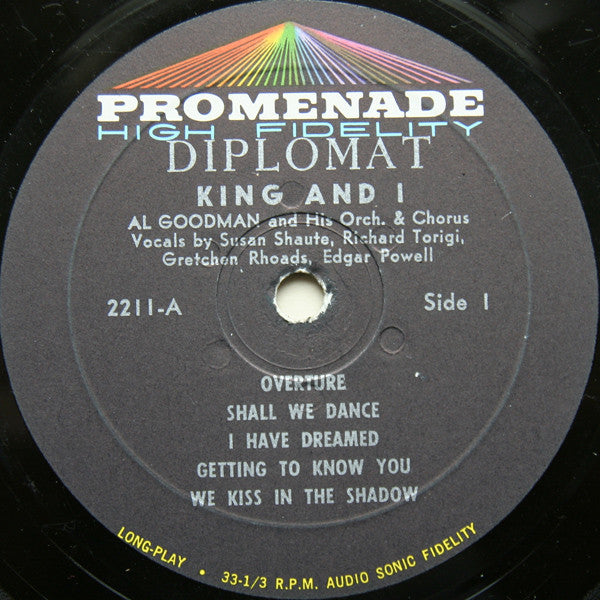 PROMENADE
HIGH FIDELITY
DIPLOMAT
KING AND I
AL GOODMAN and His Orch. & Chorus
Vocals by Susan Shaute, Richard Torigi,
Gretchen Rhoads, Edgar Powell
2211-A
Side 1
OVERTURE
SHALL WE DANCE
I HAVE DREAMED
GETTING TO KNOW YOU
WE KISS IN THE SHADOW
LONG-PLAY • 33-1/3 R.P.M. AUDIO SONIC FIDELITY